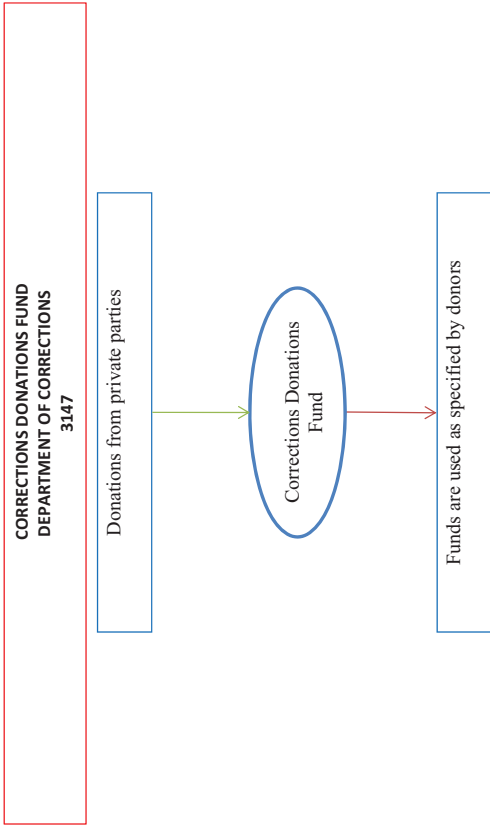 CORRECTIONS DONATIONS FUND
DEPARTMENT OF CORRECTIONS
3147
Donations from private parties
Corrections Donations
Fund
Funds are used as specified by donors